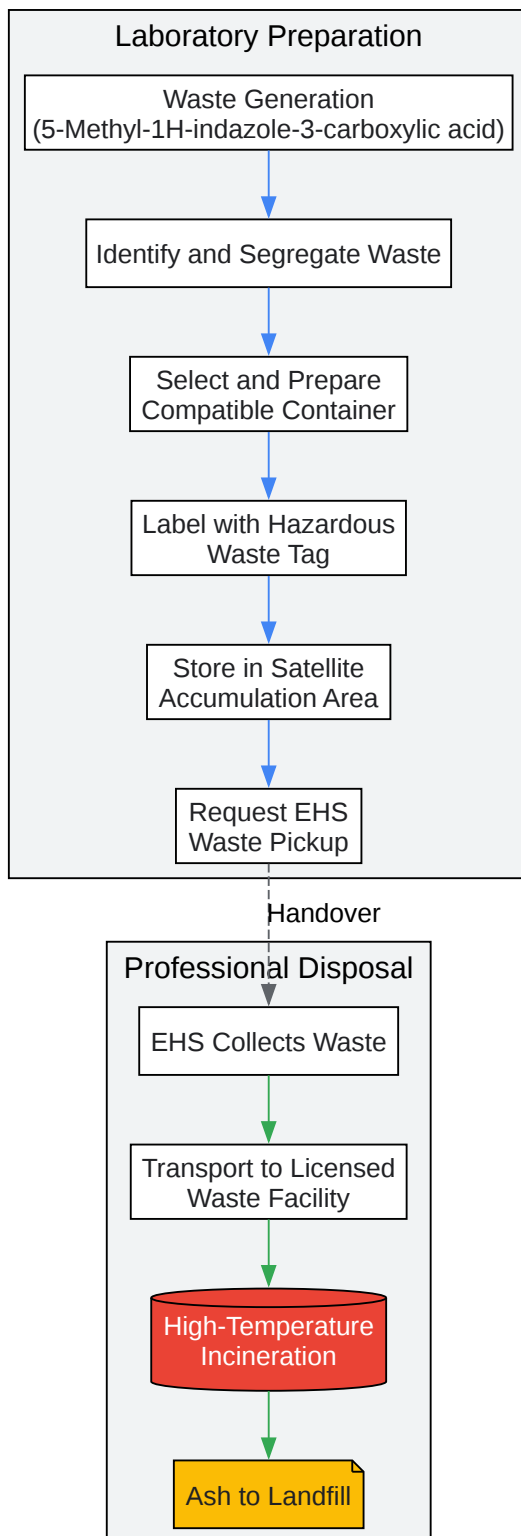 Laboratory Preparation
Waste Generation
(5-Methyl-1H-indazole-3-carboxylic acid)
Identify and Segregate Waste
Select and Prepare
Compatible Container
Label with Hazardous
Waste Tag
Store in Satellite
Accumulation Area
Request EHS
Waste Pickup
Handover
Professional Disposal
EHS Collects Waste
Transport to Licensed
Waste Facility
High-Temperature
Incineration
Ash to Landfill